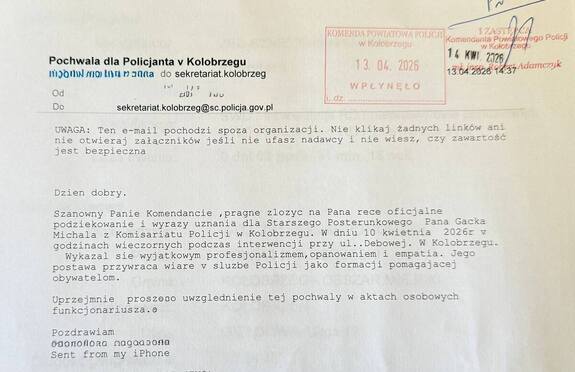 Pochwala dla Policjanta v Kolobrzegu
do sekretariat.kolobrzeg
13.04.2026 14:37
Od
Do sekretariat.kolobrzeg@sc.policja.gov.pl
KOMENDA POWIATOWA POLICJI
w Kołobrzegu
13. 04. 2026
WPŁYNĘŁO
I ZASTĘPCA
Komendanta Powiatowego Policji
w Kołobrzegu
14 KWI 2026
Adamczyk
UWAGA: Ten e-mail pochodzi spoza organizacji. Nie klikaj żadnych linków ani
nie otwieraj załączników jeśli nie ufasz nadawcy i nie wiesz, czy zawartość
jest bezpieczna
Dzien dobry.
Szanowny Panie Komendancie ,pragne zlozyc na Pana rece oficjalne
podziekowanie i wyrazy uznania dla Starszego Posterunkowego Pana Gacka
Michala z Komisariatu Policji w Kolobrzegu. W dniu 10 kwietnia 2026r w
godzinach wieczornych podczas interwencji przy ul..Debowej. W Kolobrzegu.
Wykazal sie wyjatkowym profesjonalizmem,opanowaniem i empatia. Jego
postawa przywraca wiare v sluzbe Policji jako formacji pomagajacej
obywatelom.
Uprzejmnie proszego uwzglednienie tej pochwaly w aktach osobowych
funkcjonariusza.
Pozdrawiam
Sent from my iPhone